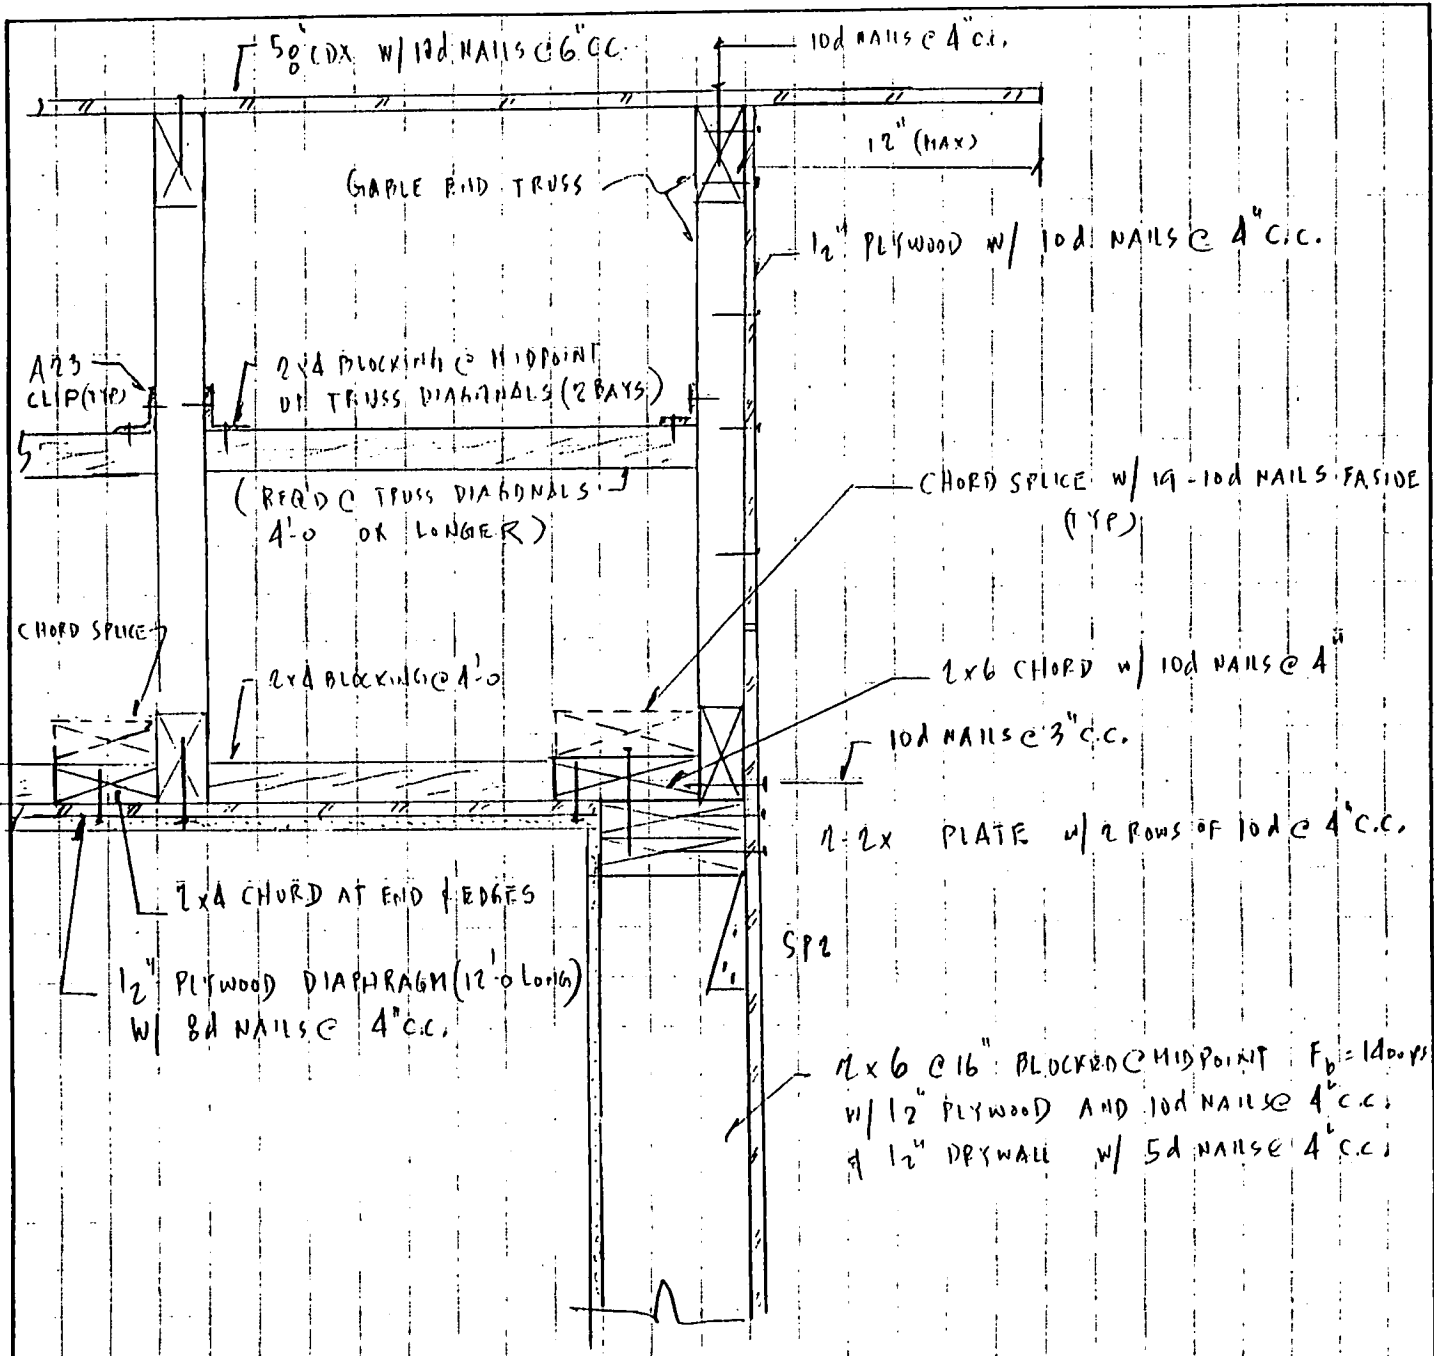 5/8" CDX W/ 10d NAILS @ 6" C.C.
10d NAILS @ 4" C.C.
12" (MAX)
GABLE END TRUSS
1/2" PLYWOOD W/ 10d NAILS @ 4" C.C.
A23
CLIP (TYP)
2x4 BLOCKING @ MIDPOINT
OF TRUSS DIAGONALS (2 BAYS)
(REQ'D @ TRUSS DIAGONALS
4'-0 OR LONGER)
CHORD SPLICE W/ 19-10d NAILS EA SIDE
(TYP)
CHORD SPLICE
2x4 BLOCKING @ 4'-0
2x6 CHORD W/ 10d NAILS @ 4"
10d NAILS @ 3" C.C.
2-2x PLATE W/ 2 ROWS OF 10d @ 4" C.C.
2x4 CHORD AT END & EDGES
SP2
1/2" PLYWOOD DIAPHRAGM (12'-0 LONG)
W/ 8d NAILS @ 4" C.C.
2x6 @ 16" BLOCKED @ MIDPOINT Fb = 1400 ps
W/ 1/2" PLYWOOD AND 10d NAILS @ 4" C.C.
& 1/2" DRYWALL W/ 5d NAILS @ 4" C.C.